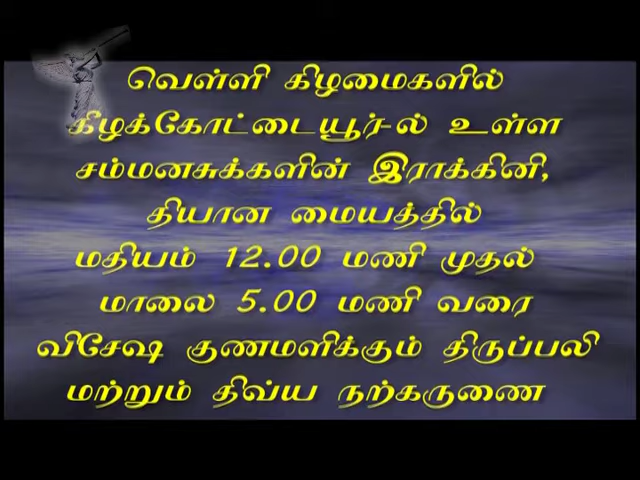 வெள்ளி கிழமைகளில்
கீழக்கோட்டையூர்-ல் உள்ள
சம்மனசுக்களின் இராக்கினி,
தியான மையத்தில்
மதியம் 12.00 மணி முதல்
மாலை 5.00 மணி வரை
விசேஷ குணமளிக்கும் திருப்பலி
மற்றும் திவ்ய நற்கருணை